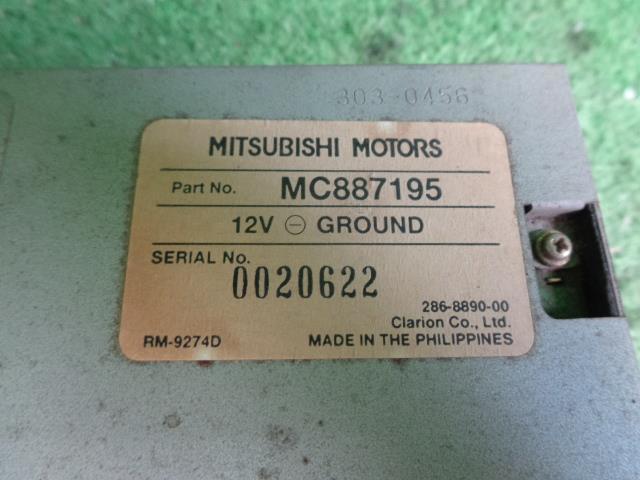 303-0456
MITSUBISHI MOTORS
Part No. MC887195
12V ⊖ GROUND
SERIAL No.
0020622
286-8890-00
Clarion Co., Ltd.
RM-9274D MADE IN THE PHILIPPINES